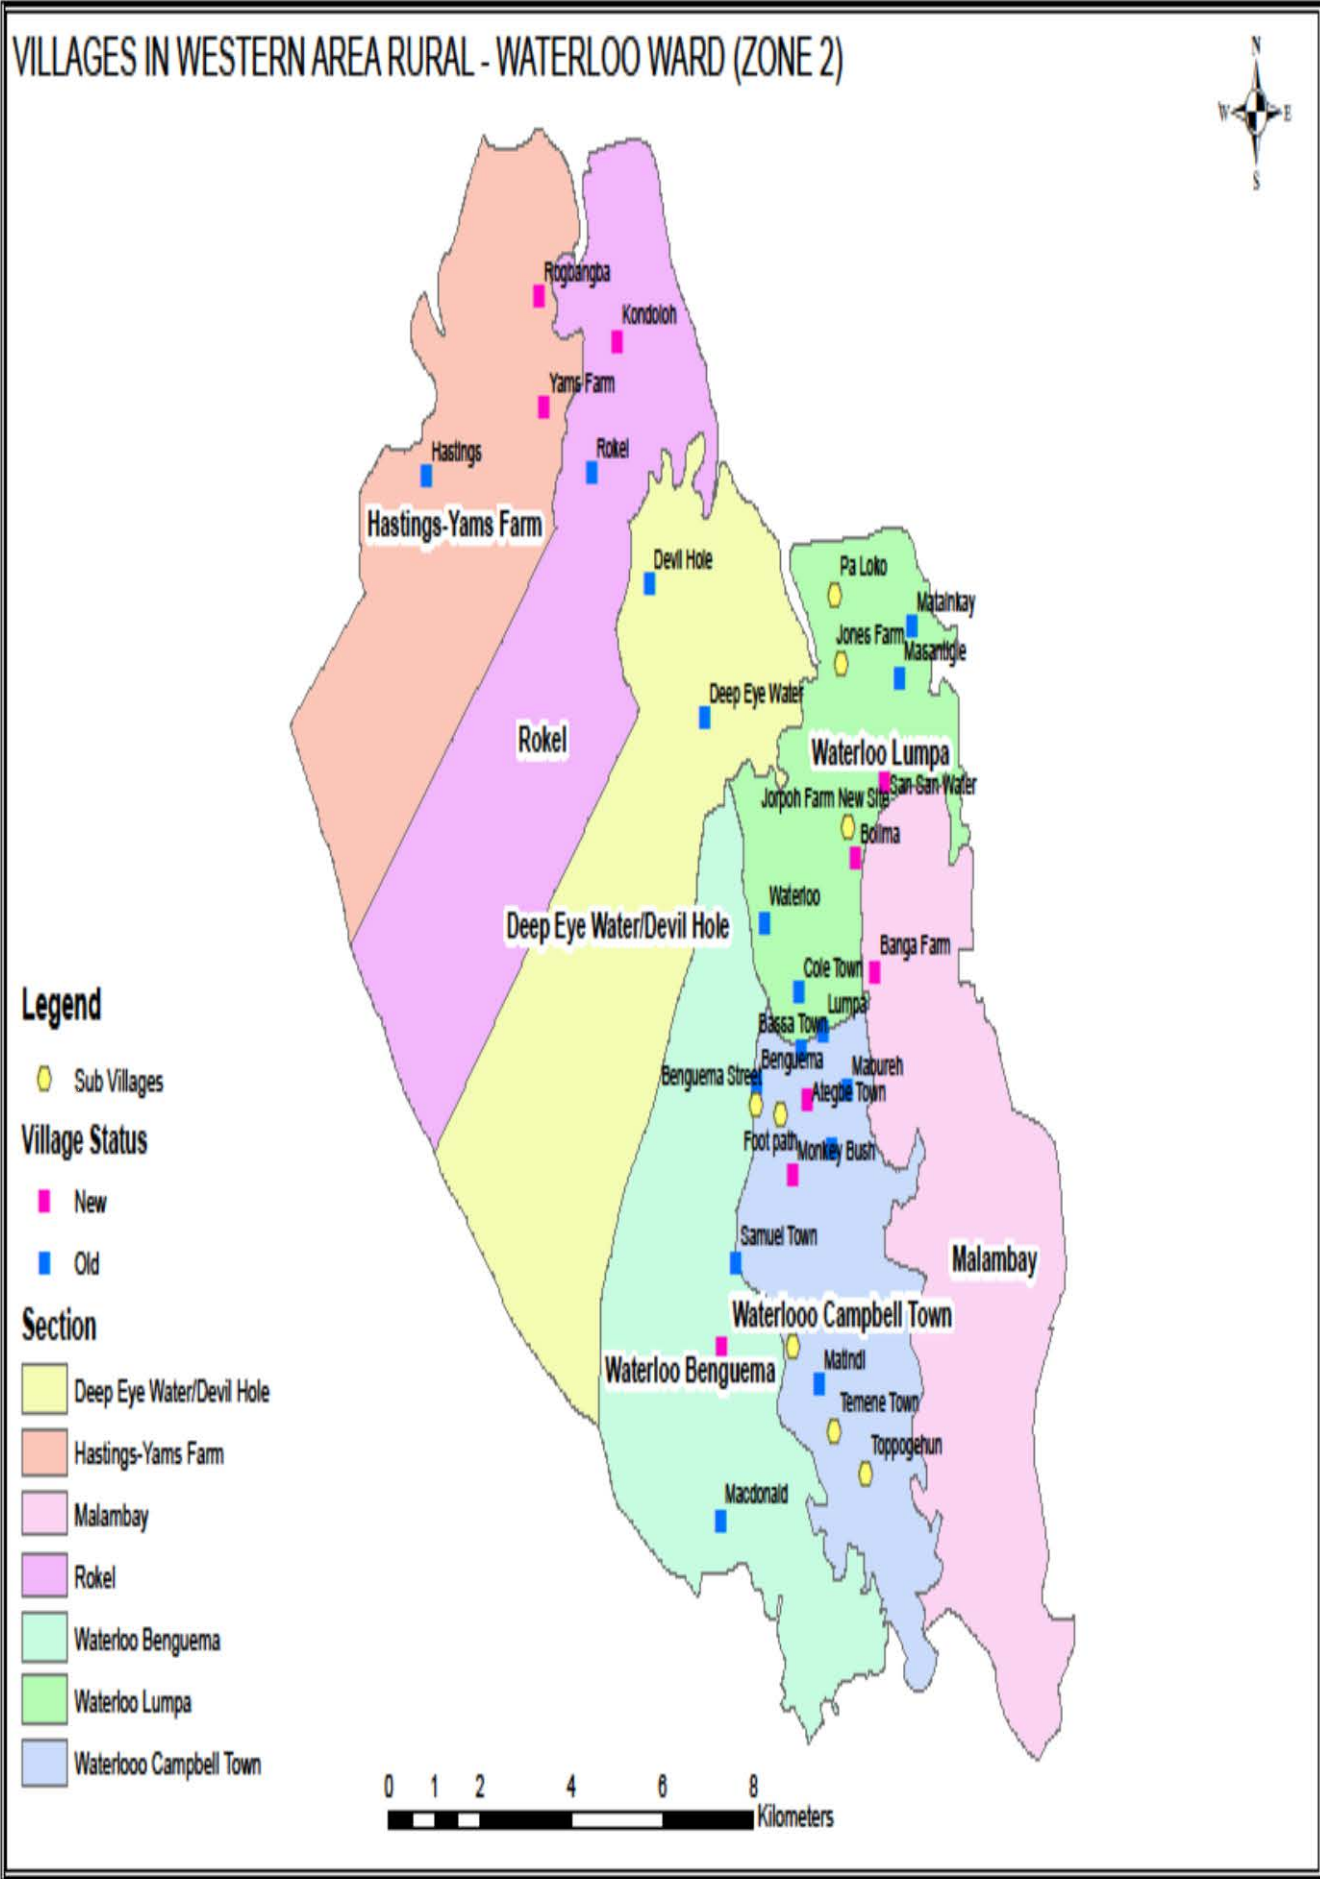 VILLAGES IN WESTERN AREA RURAL - WATERLOO WARD (ZONE 2)
N
W E
S
Rogbangba
Kondoloh
Yams Farm
Hastings
Rokel
Hastings-Yams Farm
Devil Hole
Pa Loko
Matainkay
Jones Farm
Masantigie
Deep Eye Water
Rokel
Waterloo Lumpa
San San Water
Jorpoh Farm New Site
Bolima
Waterloo
Deep Eye Water/Devil Hole
Banga Farm
Cole Town
Lumpa
Bassa Town
Benguema
Mabureh
Benguema Street
Ategbe Town
Foot path
Monkey Bush
Samuel Town
Malambay
Waterlooo Campbell Town
Matindi
Waterloo Benguema
Temene Town
Toppogehun
Macdonald
Legend
Sub Villages
Village Status
New
Old
Section
Deep Eye Water/Devil Hole
Hastings-Yams Farm
Malambay
Rokel
Waterloo Benguema
Waterloo Lumpa
Waterlooo Campbell Town
0 1 2 4 6 8
Kilometers